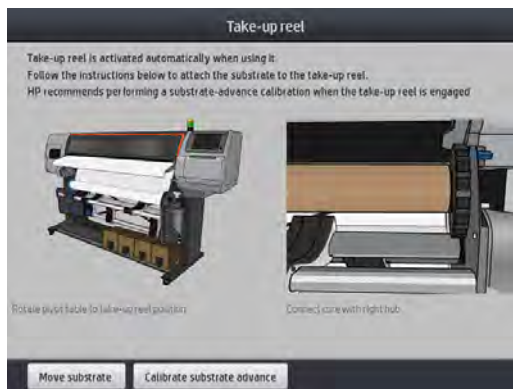 Take-up reel
Take-up reel is activated automatically when using it.
Follow the instructions below to attach the substrate to the take-up reel.
HP recommends performing a substrate-advance calibration when the take-up reel is engaged
Rotate pivot table to take-up reel position
Connect core with right hub
Move substrate
Calibrate substrate advance